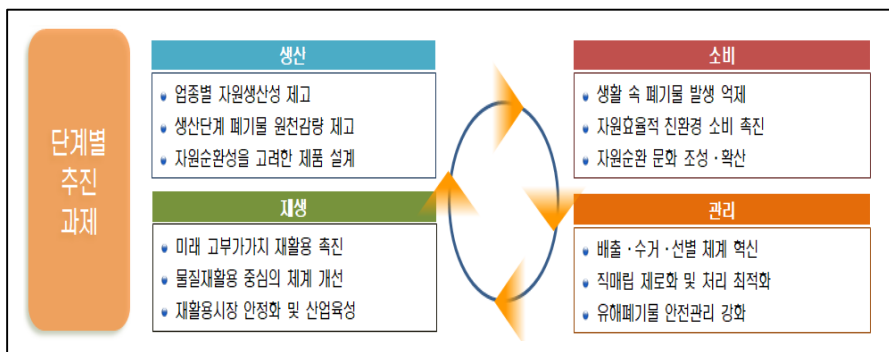 단계별
추진
과제
생산
업종별 자원생산성 제고
생산단계 폐기물 원천감량 제고
자원순환성을 고려한 제품 설계
소비
생활 속 폐기물 발생 억제
자원효율적 친환경 소비 촉진
자원순환 문화 조성·확산
재생
미래 고부가가치 재활용 촉진
물질재활용 중심의 체계 개선
재활용시장 안정화 및 산업육성
관리
배출·수거·선별 체계 혁신
직매립 제로화 및 처리 최적화
유해폐기물 안전관리 강화